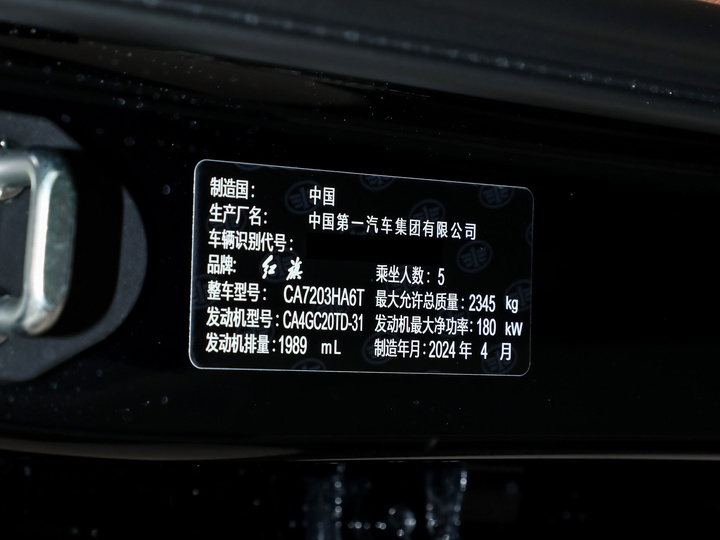 制造国： 中国
生产厂名： 中国第一汽车集团有限公司
车辆识别代号：
品牌： 红旗 乘坐人数：5
整车型号： CA7203HA6T 最大允许总质量：2345 kg
发动机型号：CA4GC20TD-31 发动机最大净功率：180 kW
发动机排量：1989 mL 制造年月：2024 年 4 月